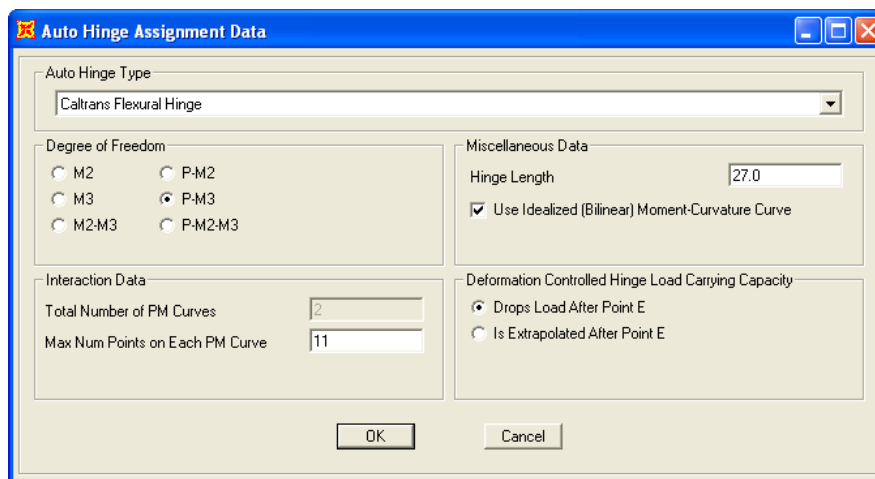 Auto Hinge Assignment Data
Auto Hinge Type
Caltrans Flexural Hinge
Degree of Freedom
M2 P-M2
M3 P-M3
M2-M3 P-M2-M3
Miscellaneous Data
Hinge Length 27.0
Use Idealized (Bilinear) Moment-Curvature Curve
Interaction Data
Total Number of PM Curves 2
Max Num Points on Each PM Curve 11
Deformation Controlled Hinge Load Carrying Capacity
Drops Load After Point E
Is Extrapolated After Point E
OK Cancel